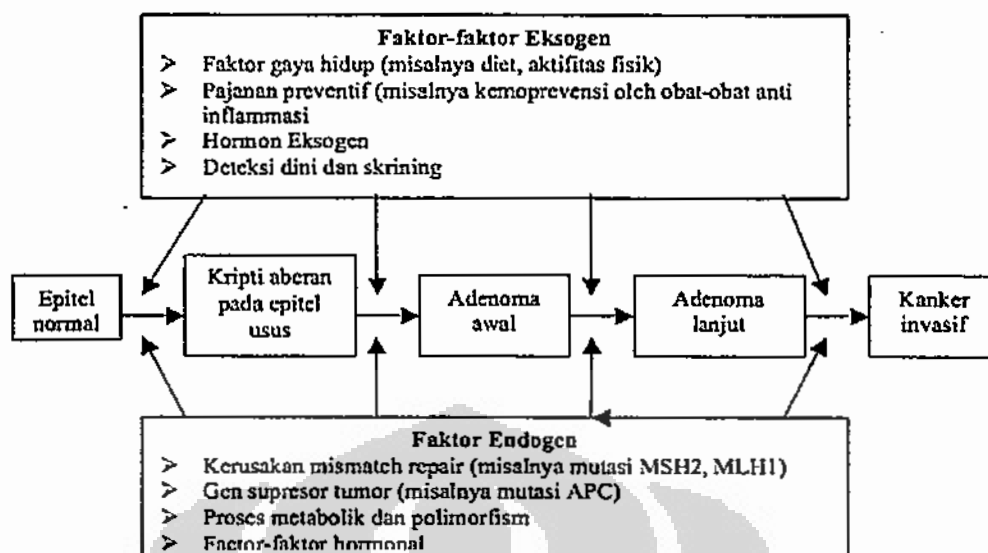 Faktor-faktor Eksogen
➤ Faktor gaya hidup (misalnya diet, aktifitas fisik)
➤ Pajanan preventif (misalnya kemoprevensi oleh obat-obat anti
inflammasi
➤ Hormon Eksogen
➤ Deteksi dini dan skrining
Epitel
normal
Kripti aberan
pada epitel
usus
Adenoma
awal
Adenoma
lanjut
Kanker
invasif
Faktor Endogen
➤ Kerusakan mismatch repair (misalnya mutasi MSH2, MLH1)
➤ Gen supresor tumor (misalnya mutasi APC)
➤ Proses metabolik dan polimorfism
➤ Factor-faktor hormonal